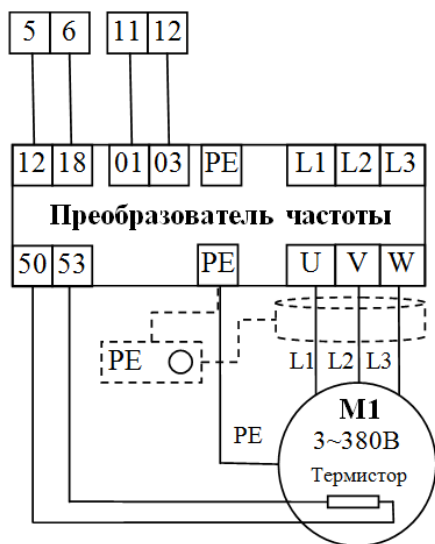 5 6 11 12
12 18 01 03 PE L1 L2 L3
Преобразователь частоты
50 53 PE U V W
PE L1 L2 L3
PE M1
3~380В
Термистор